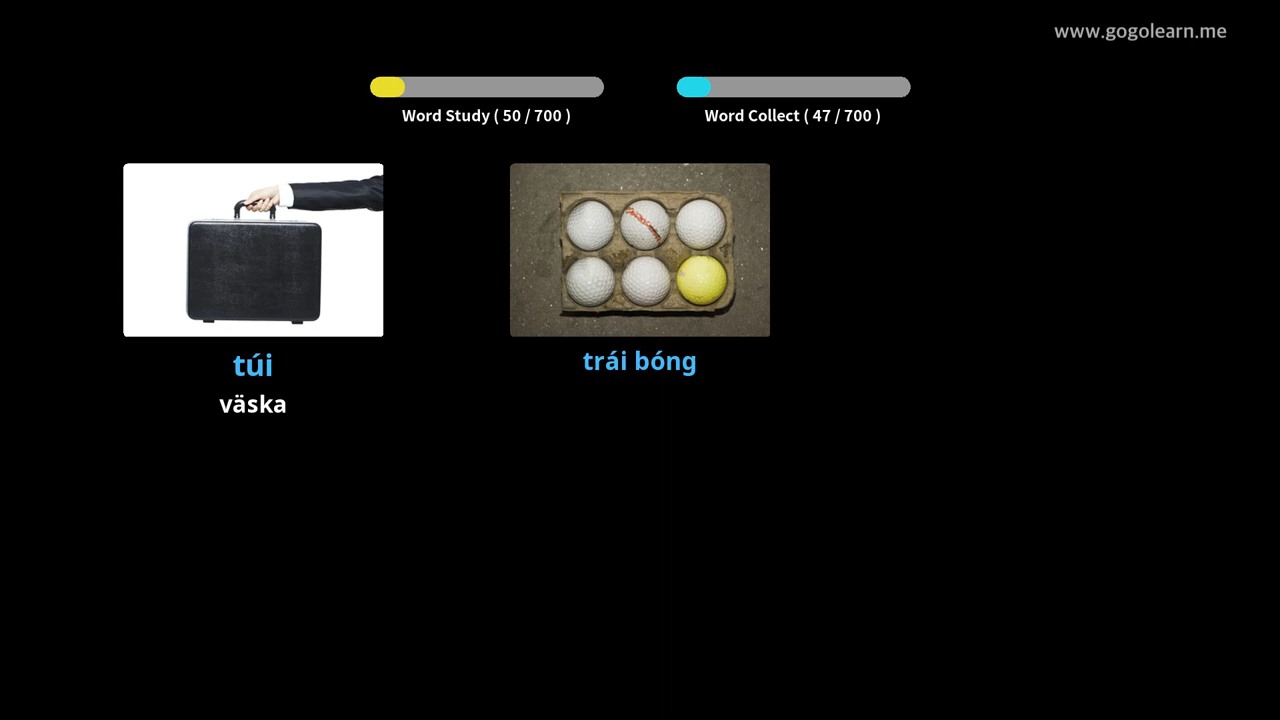 www.gogolearn.me
Word Study ( 50 / 700 )
Word Collect ( 47 / 700 )
túi
väska
trái bóng